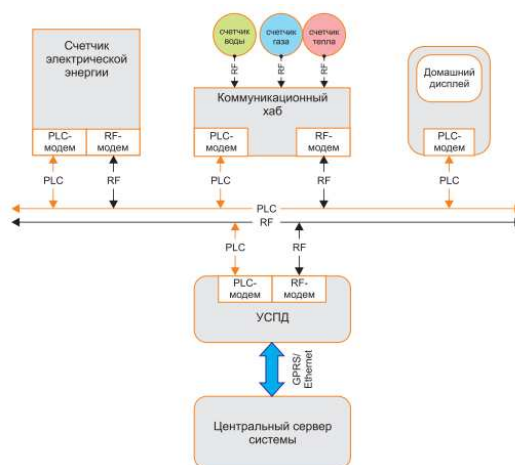 Счетчик
электрической
энергии
PLC-
модем
RF-
модем
счетчик
воды
счетчик
газа
счетчик
тепла
RF
RF
RF
Коммуникационный
хаб
PLC-
модем
RF-
модем
Домашний
дисплей
PLC-
модем
PLC
RF
PLC
RF
PLC
PLC
RF
PLC
RF
PLC-
модем
RF-
модем
УСПД
GPRS/
Ethernet
Центральный сервер
системы